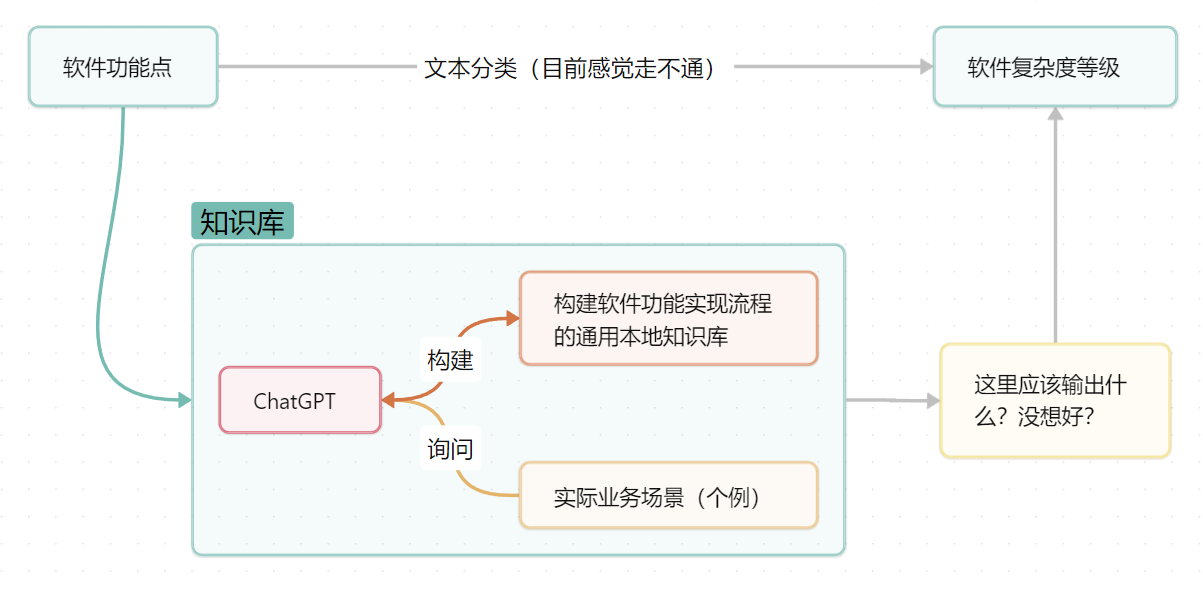 软件功能点
文本分类（目前感觉走不通）
软件复杂度等级
知识库
构建软件功能实现流程
的通用本地知识库
构建
ChatGPT
询问
实际业务场景（个例）
这里应该输出什
么？没想好？